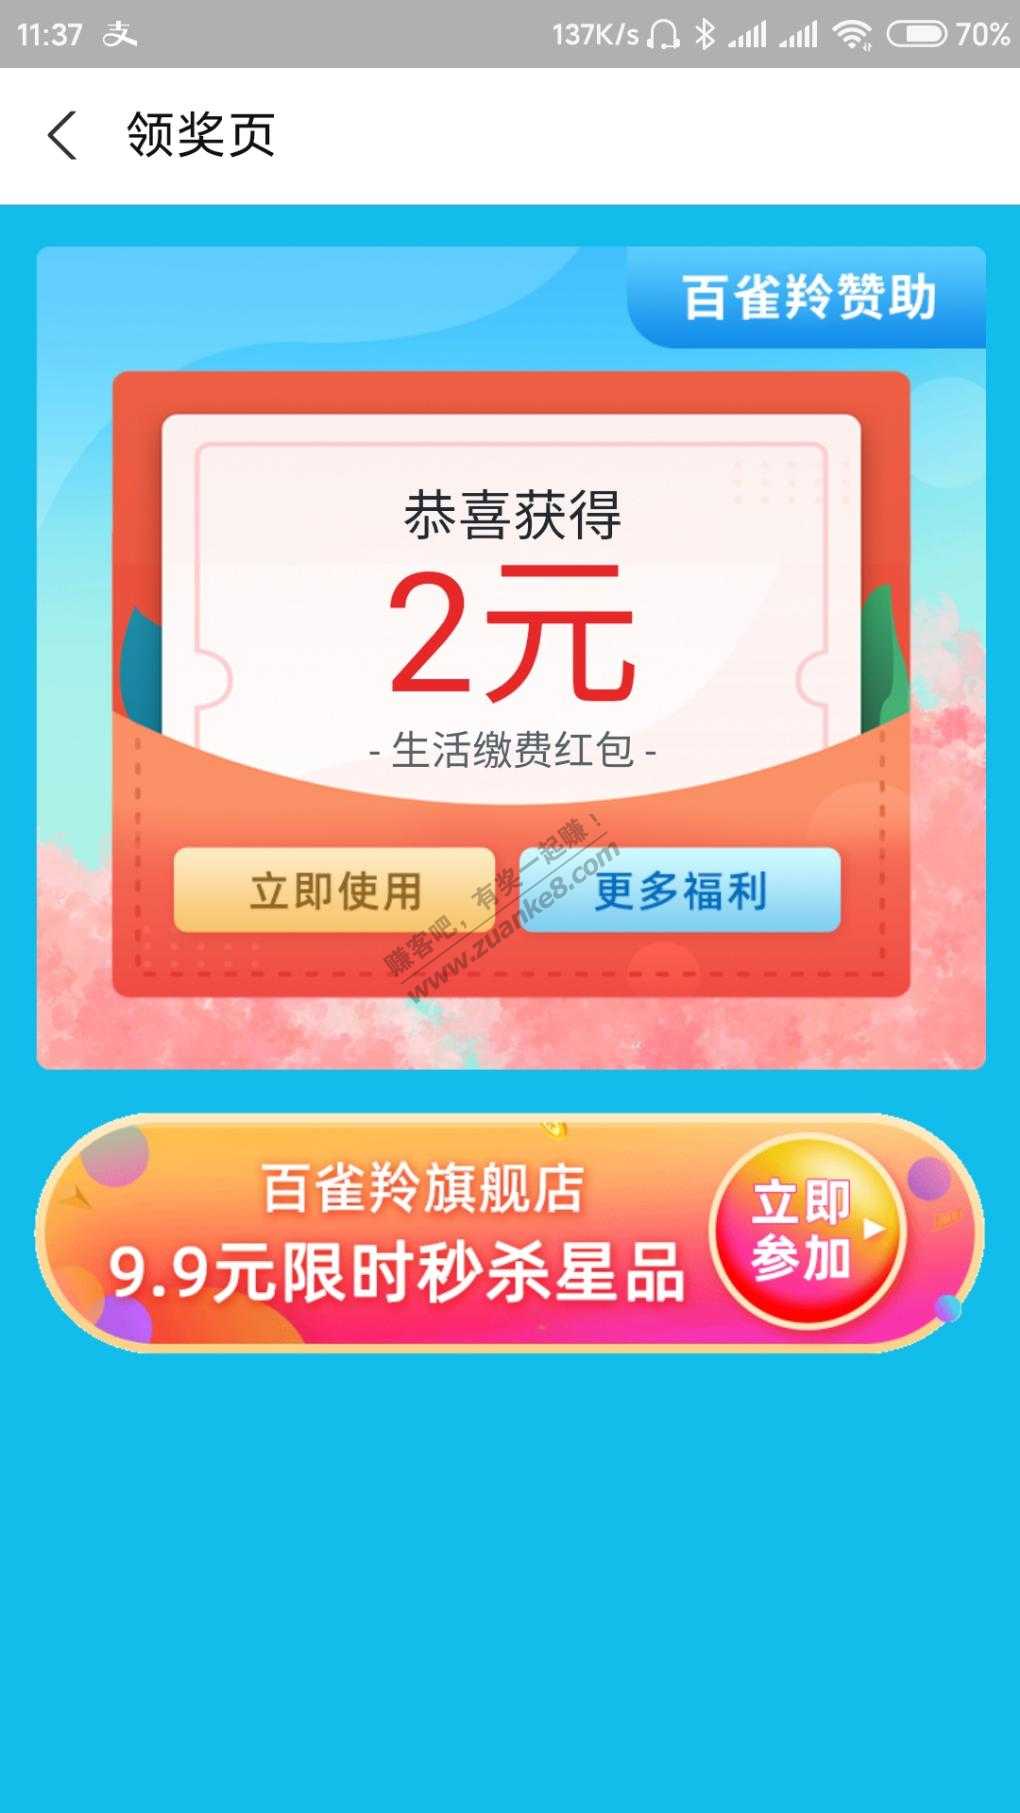 11:37 支 137K/s 70%
领奖页
百雀羚赞助
恭喜获得
2元
- 生活缴费红包 -
立即使用 更多福利
赚客吧，有奖一起赚！
www.zuanke8.com
百雀羚旗舰店
9.9元限时秒杀星品
立即
参加